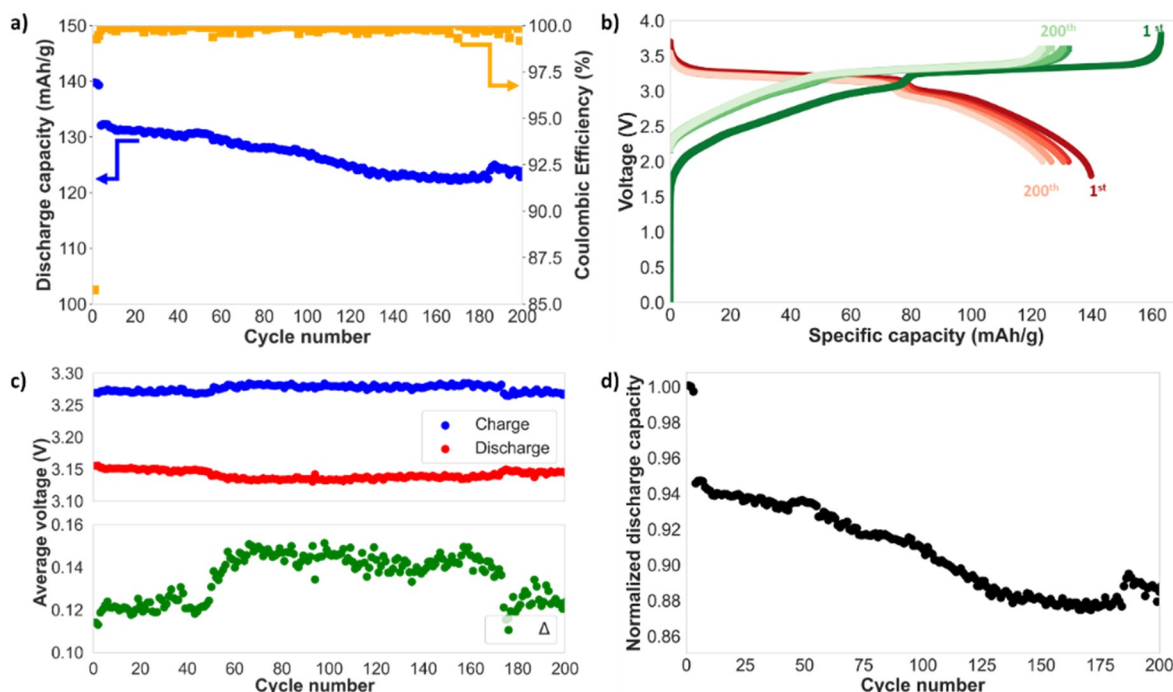 a)
150
140
130
120
110
100
Discharge capacity (mAh/g)
100.0
97.5
95.0
92.5
90.0
87.5
85.0
Coulombic Efficiency (%)
0 20 40 60 80 100 120 140 160 180 200
Cycle number
b)
4.0
3.5
3.0
2.5
2.0
1.5
1.0
0.5
0.0
Voltage (V)
200th
1st
200th
1st
0 20 40 60 80 100 120 140 160
Specific capacity (mAh/g)
c)
3.30
3.25
3.20
3.15
3.10
Charge
Discharge
Average voltage (V)
0.16
0.14
0.12
0.10
Δ
0 20 40 60 80 100 120 140 160 180 200
Cycle number
d)
1.00
0.98
0.96
0.94
0.92
0.90
0.88
0.86
Normalized discharge capacity
0 25 50 75 100 125 150 175 200
Cycle number